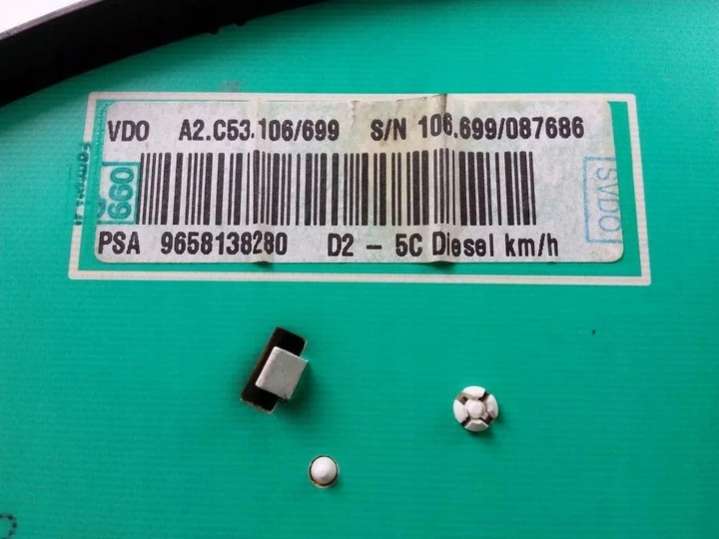 VDO A2.C53.106/699 S/N 106.699/087686
660
SVDO
PSA 9658138280 D2 - 5C Diesel km/h